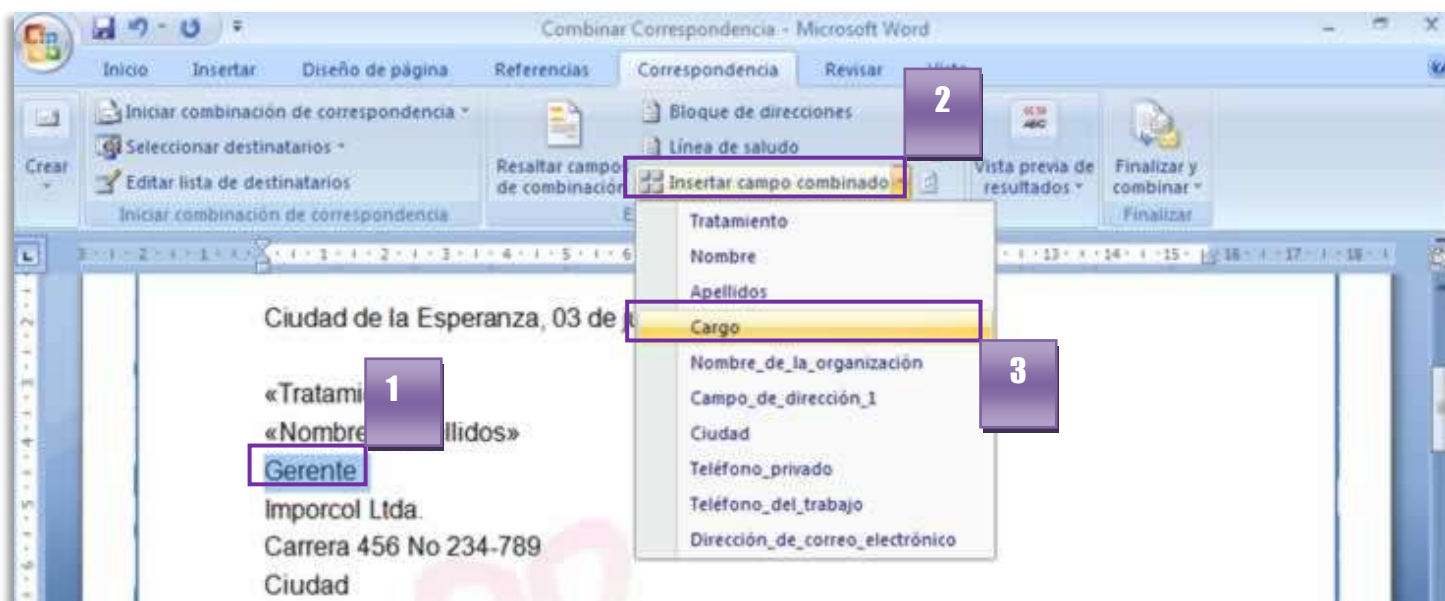 Combinar Correspondencia - Microsoft Word
Inicio Insertar Diseño de página Referencias Correspondencia Revisar
2
Iniciar combinación de correspondencia
Seleccionar destinatarios
Editar lista de destinatarios
Iniciar combinación de correspondencia
Crear
Resaltar campos
de combinación
Bloque de direcciones
Línea de saludo
Insertar campo combinado
Vista previa de
resultados
Finalizar y
combinar
Finalizar
Tratamiento
Nombre
Apellidos
Cargo
Nombre_de_la_organización
Campo_de_dirección_1
Ciudad
Teléfono_privado
Teléfono_del_trabajo
Dirección_de_correo_electrónico
3
Ciudad de la Esperanza, 03 de
1
«Tratami
«Nombre llidos»
Gerente
Imporcol Ltda.
Carrera 456 No 234-789
Ciudad